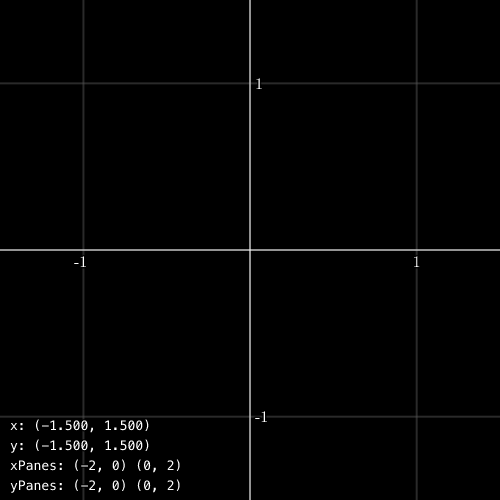 1
-1
1
-1
x: (-1.500, 1.500)
y: (-1.500, 1.500)
xPanes: (-2, 0) (0, 2)
yPanes: (-2, 0) (0, 2)